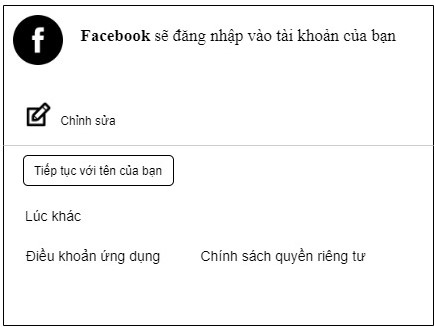 Facebook sẽ đăng nhập vào tài khoản của bạn
Chỉnh sửa
Tiếp tục với tên của bạn
Lúc khác
Điều khoản ứng dụng Chính sách quyền riêng tư